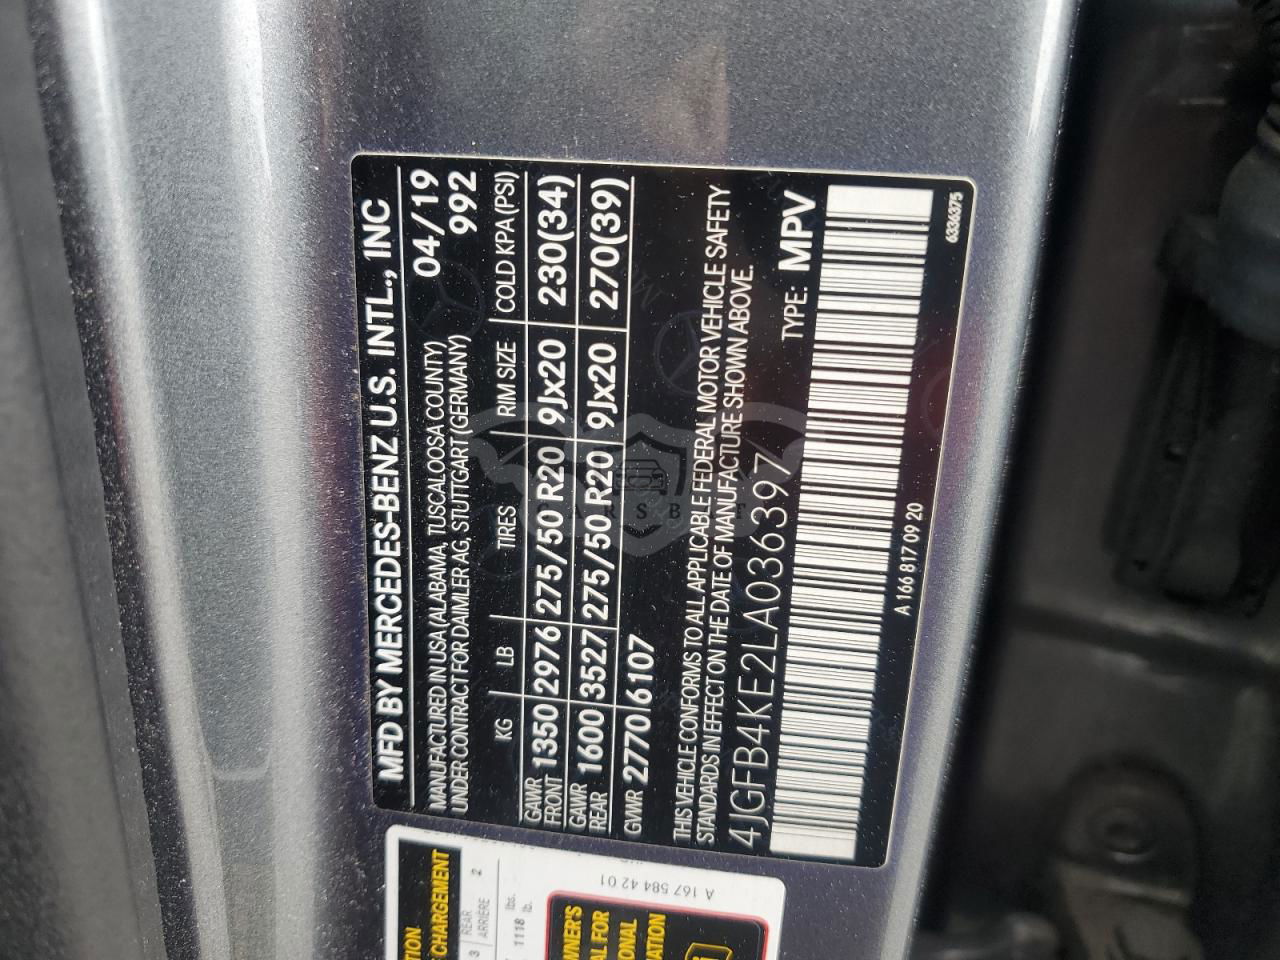 MFD BY MERCEDES-BENZ U.S. INTL., INC
MANUFACTURED IN USA (ALABAMA, TUSCALOOSA COUNTY) 04/19
UNDER CONTRACT FOR DAIMLER AG, STUTTGART (GERMANY) 992
KG LB TIRES RIM SIZE COLD KPA (PSI)
GAWR FRONT 1350 2976 275/50 R20 9Jx20 230(34)
GAWR REAR 1600 3527 275/50 R20 9Jx20 270(39)
GVWR 2770 6107
THIS VEHICLE CONFORMS TO ALL APPLICABLE FEDERAL MOTOR VEHICLE SAFETY
STANDARDS IN EFFECT ON THE DATE OF MANUFACTURE SHOWN ABOVE.
4JGFB4KE2LA036397 TYPE: MPV
A 166 817 09 20 6336375
CARSBIT
CHARGEMENT
3 REAR
ARRIÈRE 2
lbs.
1118 lb.
A 167 584 42 01